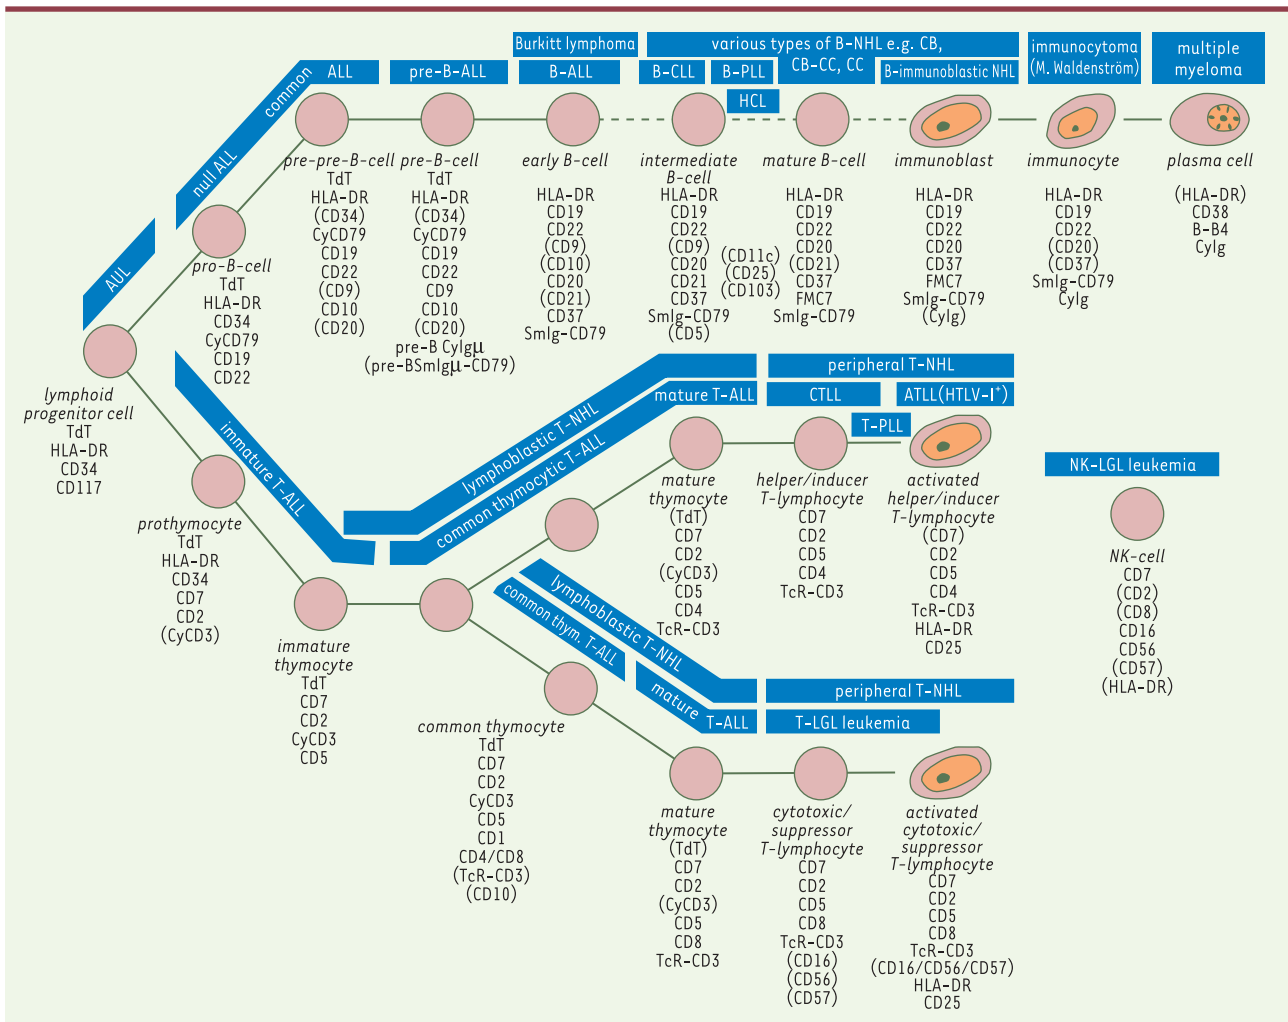 Burkitt lymphoma
various types of B-NHL e.g. CB,
CB-CC, CC
immunocytoma
(M. Waldenström)
multiple
myeloma
common
ALL
pre-B-ALL
B-ALL
B-CLL
B-PLL
B-immunoblastic NHL
HCL
null ALL
AUL
pre-pre-B-cell
TdT
HLA-DR
(CD34)
CyCD79
CD19
CD22
(CD9)
CD10
(CD20)
pre-B-cell
TdT
HLA-DR
(CD34)
CyCD79
CD19
CD22
CD9
CD10
(CD20)
pre-B CyIgμ
(pre-BSmIgμ-CD79)
early B-cell
HLA-DR
CD19
CD22
(CD9)
(CD10)
CD20
(CD21)
CD37
SmIg-CD79
intermediate
B-cell
HLA-DR
CD19
CD22
(CD9)
CD20
CD21
CD37
SmIg-CD79
(CD5)
(CD11c)
(CD25)
(CD103)
mature B-cell
HLA-DR
CD19
CD22
CD20
(CD21)
CD37
FMC7
SmIg-CD79
immunoblast
HLA-DR
CD19
CD22
CD20
CD37
FMC7
SmIg-CD79
(CyIg)
immunocyte
HLA-DR
CD19
CD22
(CD20)
(CD37)
SmIg-CD79
CyIg
plasma cell
(HLA-DR)
CD38
B-B4
CyIg
pro-B-cell
TdT
HLA-DR
CD34
CyCD79
CD19
CD22
lymphoid
progenitor cell
TdT
HLA-DR
CD34
CD117
immature T-ALL
lymphoblastic T-NHL
common thymocytic T-ALL
mature T-ALL
peripheral T-NHL
CTLL
ATLL(HTLV-I⁺)
T-PLL
prothymocyte
TdT
HLA-DR
CD34
CD7
CD2
(CyCD3)
immature
thymocyte
TdT
CD7
CD2
CyCD3
CD5
mature
thymocyte
(TdT)
CD7
CD2
(CyCD3)
CD5
CD4
TcR-CD3
helper/inducer
T-lymphocyte
CD7
CD2
CD5
CD4
TcR-CD3
activated
helper/inducer
T-lymphocyte
(CD7)
CD2
CD5
CD4
TcR-CD3
HLA-DR
CD25
NK-LGL leukemia
NK-cell
CD7
(CD2)
(CD8)
CD16
CD56
(CD57)
(HLA-DR)
lymphoblastic T-NHL
common thym. T-ALL
mature
T-ALL
peripheral T-NHL
T-LGL leukemia
common thymocyte
TdT
CD7
CD2
CyCD3
CD5
CD1
CD4/CD8
(TcR-CD3)
(CD10)
mature
thymocyte
(TdT)
CD7
CD2
(CyCD3)
CD5
CD8
TcR-CD3
cytotoxic/
suppressor
T-lymphocyte
CD7
CD2
CD5
CD8
TcR-CD3
(CD16)
(CD56)
(CD57)
activated
cytotoxic/
suppressor
T-lymphocyte
CD7
CD2
CD5
CD8
TcR-CD3
(CD16/CD56/CD57)
HLA-DR
CD25